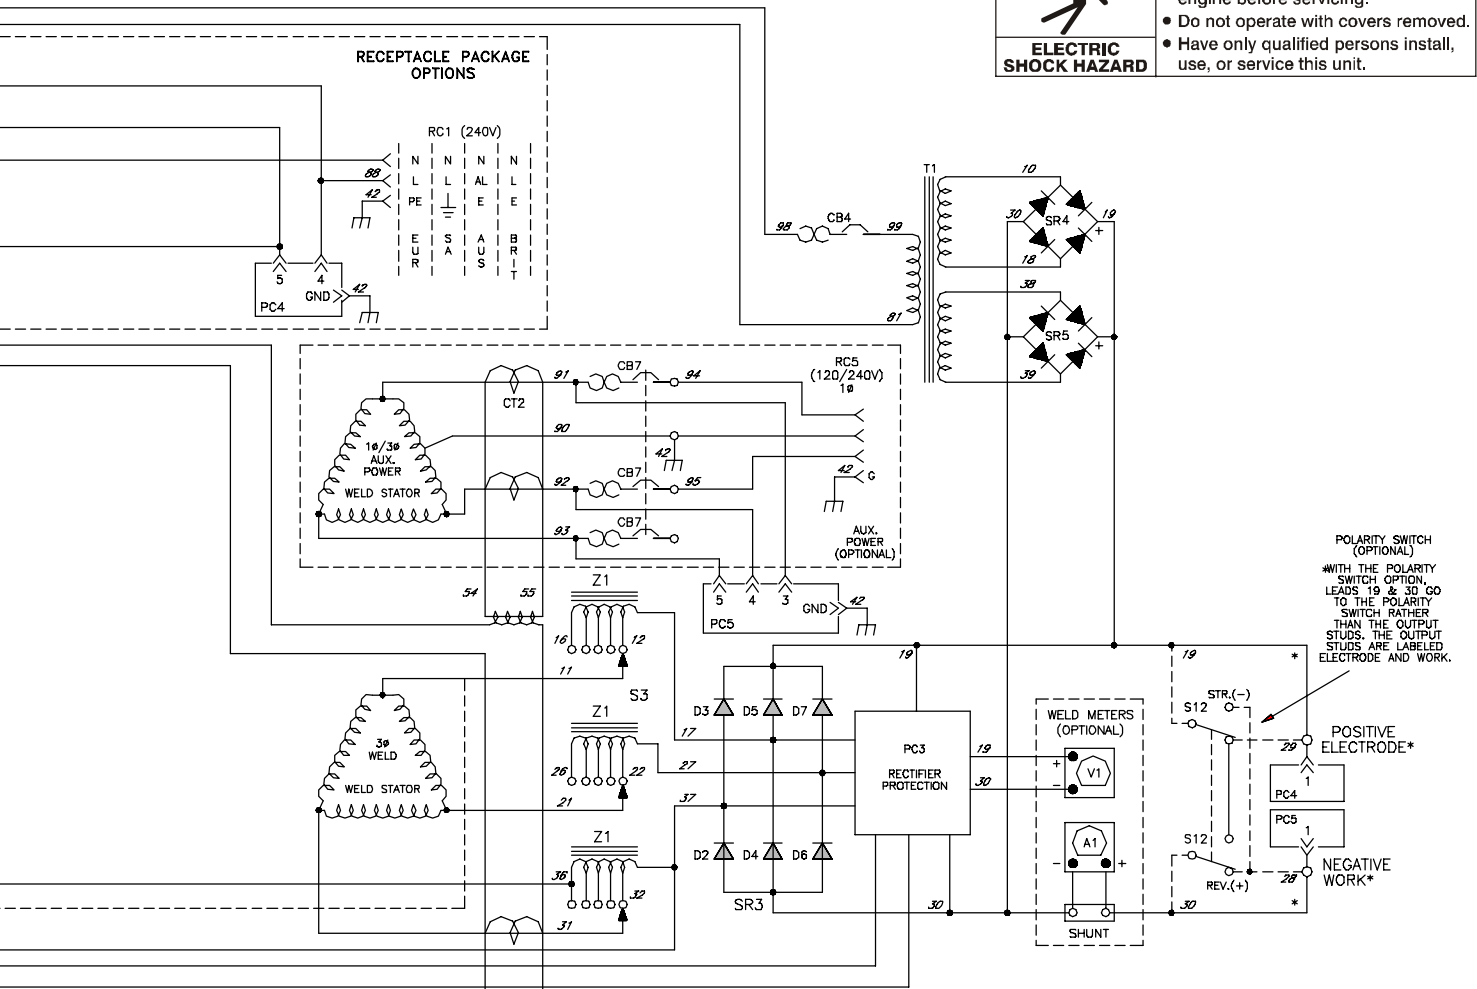 engine before servicing.
● Do not operate with covers removed.
● Have only qualified persons install,
use, or service this unit.
ELECTRIC
SHOCK HAZARD
RECEPTACLE PACKAGE
OPTIONS
RC1 (240V)
N N N N
88 L L AL L
42 PE E E
EUR SA AUS BRIT
5 4
GND 42
PC4
98 CB4 99
81
T1
10
30 SR4 19
+
18
38
SR5
+
39
91 CB7 94
CT2
RC5
(120/240V)
1ø
1ø/3ø
AUX.
POWER
WELD STATOR
90
42
92 CB7 95
42 G
93 CB7
AUX.
POWER
(OPTIONAL)
54 55
Z1
16 12
11
5 4 3
GND 42
PC5
POLARITY SWITCH
(OPTIONAL)
*WITH THE POLARITY
SWITCH OPTION,
LEADS 19 & 30 GO
TO THE POLARITY
SWITCH RATHER
THAN THE OUTPUT
STUDS. THE OUTPUT
STUDS ARE LABELED
ELECTRODE AND WORK.
19
19 *
S3
3ø
WELD
WELD STATOR
Z1
26 22
21
D3 D5 D7
17
27
37
PC3
RECTIFIER
PROTECTION
19
30
WELD METERS
(OPTIONAL)
+
V1
-
A1
- +
SHUNT
STR.(-)
S12
29
POSITIVE
ELECTRODE*
1
PC4
PC5
1
S12
REV.(+)
28
NEGATIVE
WORK*
Z1
36 32
31
D2 D4 D6
SR3
30
30 *